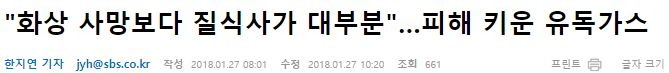 "화상 사망보다 질식사가 대부분"...피해 키운 유독가스
한지연 기자 jyh@sbs.co.kr 작성 2018.01.27 08:01 수정 2018.01.27 10:20 조회 661 프린트 글자 크기